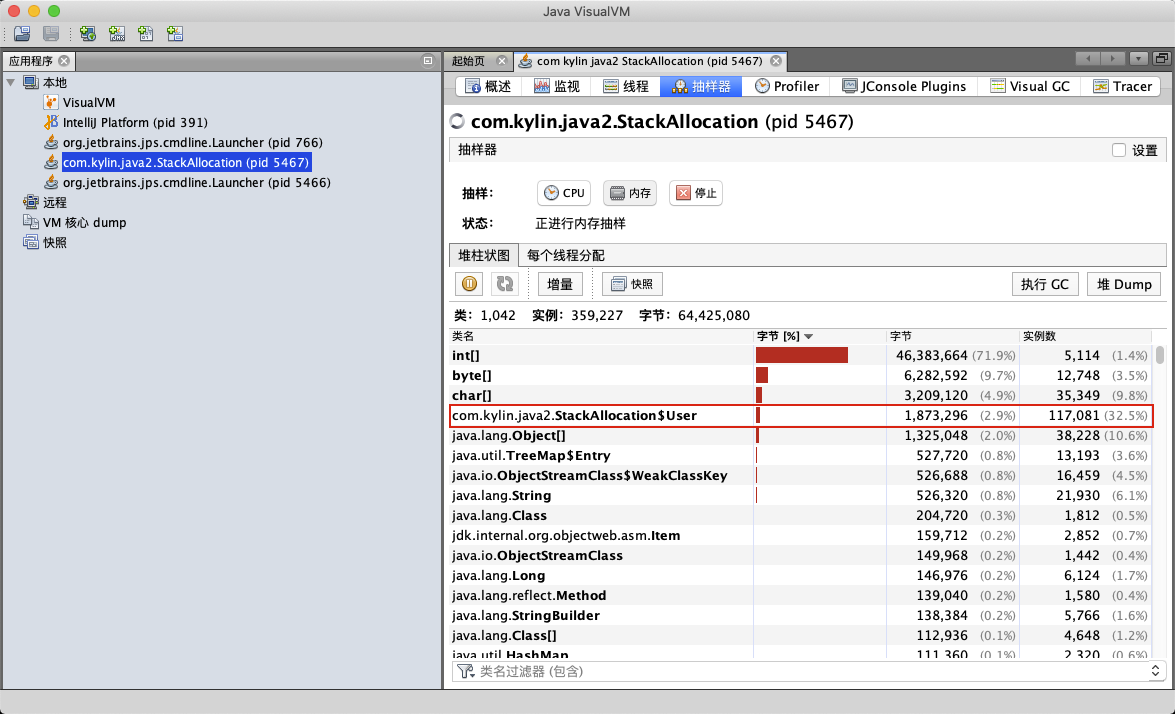 Java VisualVM
应用程序
本地
VisualVM
IntelliJ Platform (pid 391)
org.jetbrains.jps.cmdline.Launcher (pid 766)
com.kylin.java2.StackAllocation (pid 5467)
org.jetbrains.jps.cmdline.Launcher (pid 5466)
远程
VM 核心 dump
快照
起始页 com kylin java2 StackAllocation (pid 5467)
概述 监视 线程 抽样器 Profiler JConsole Plugins Visual GC Tracer
com.kylin.java2.StackAllocation (pid 5467)
抽样器 设置
抽样: CPU 内存 停止
状态: 正进行内存抽样
堆柱状图 每个线程分配
增量 快照 执行 GC 堆 Dump
类: 1,042 实例: 359,227 字节: 64,425,080
类名 字节 [%] 字节 实例数
int[] 46,383,664 (71.9%) 5,114 (1.4%)
byte[] 6,282,592 (9.7%) 12,748 (3.5%)
char[] 3,209,120 (4.9%) 35,349 (9.8%)
com.kylin.java2.StackAllocation$User 1,873,296 (2.9%) 117,081 (32.5%)
java.lang.Object[] 1,325,048 (2.0%) 38,228 (10.6%)
java.util.TreeMap$Entry 527,720 (0.8%) 13,193 (3.6%)
java.io.ObjectStreamClass$WeakClassKey 526,688 (0.8%) 16,459 (4.5%)
java.lang.String 526,320 (0.8%) 21,930 (6.1%)
java.lang.Class 204,720 (0.3%) 1,812 (0.5%)
jdk.internal.org.objectweb.asm.Item 159,712 (0.2%) 2,852 (0.7%)
java.io.ObjectStreamClass 149,968 (0.2%) 1,442 (0.4%)
java.lang.Long 146,976 (0.2%) 6,124 (1.7%)
java.lang.reflect.Method 139,040 (0.2%) 1,580 (0.4%)
java.lang.StringBuilder 138,384 (0.2%) 5,766 (1.6%)
java.lang.Class[] 112,936 (0.1%) 4,648 (1.2%)
java.util.HashMap 111,360 (0.1%) 2,320 (0.6%)
类名过滤器 (包含)